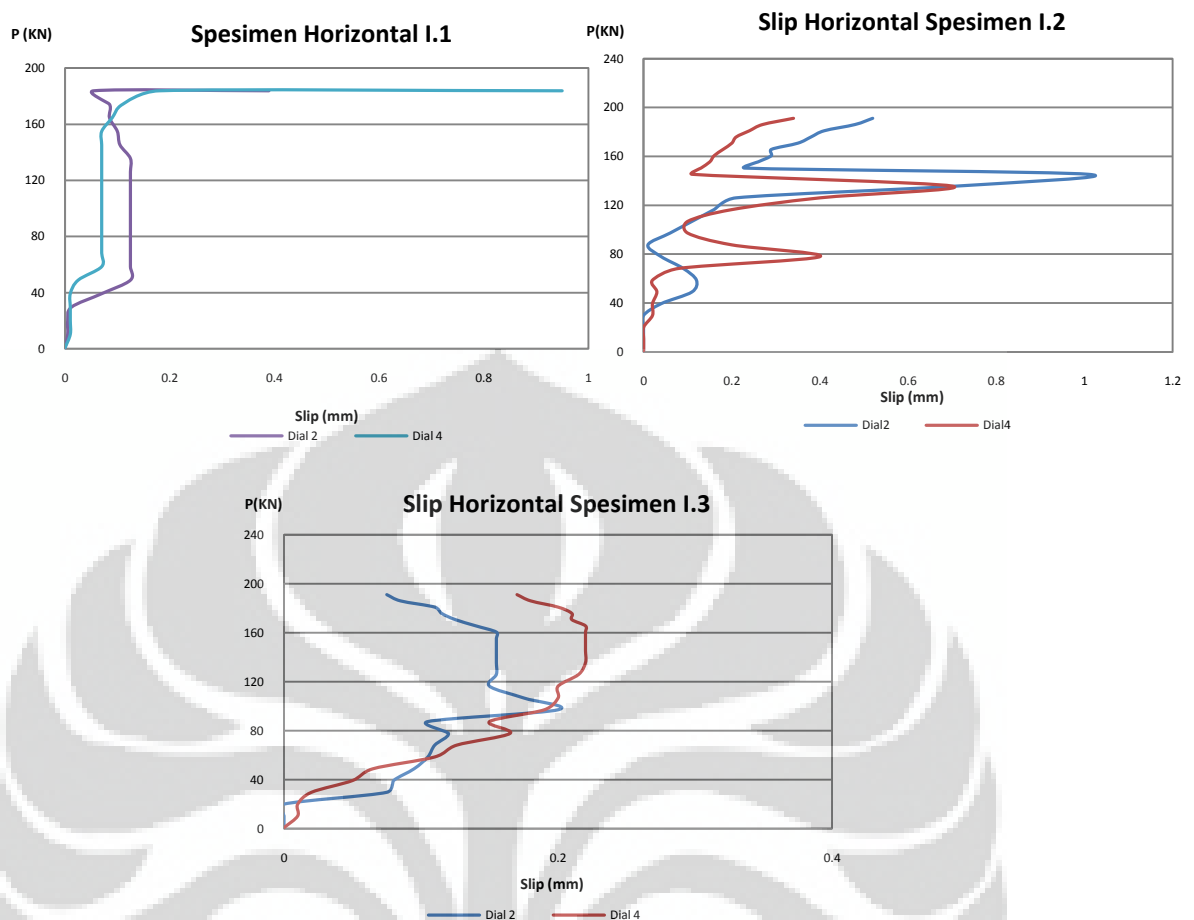 Spesimen Horizontal I.1
P (KN)
200
160
120
80
40
0
0 0.2 0.4 0.6 0.8 1
Slip (mm)
Dial 2 Dial 4
Slip Horizontal Spesimen I.2
P(KN)
240
200
160
120
80
40
0
0 0.2 0.4 0.6 0.8 1 1.2
Slip (mm)
Dial2 Dial4
Slip Horizontal Spesimen I.3
P(KN)
240
200
160
120
80
40
0
0 0.2 0.4
Slip (mm)
Dial 2 Dial 4